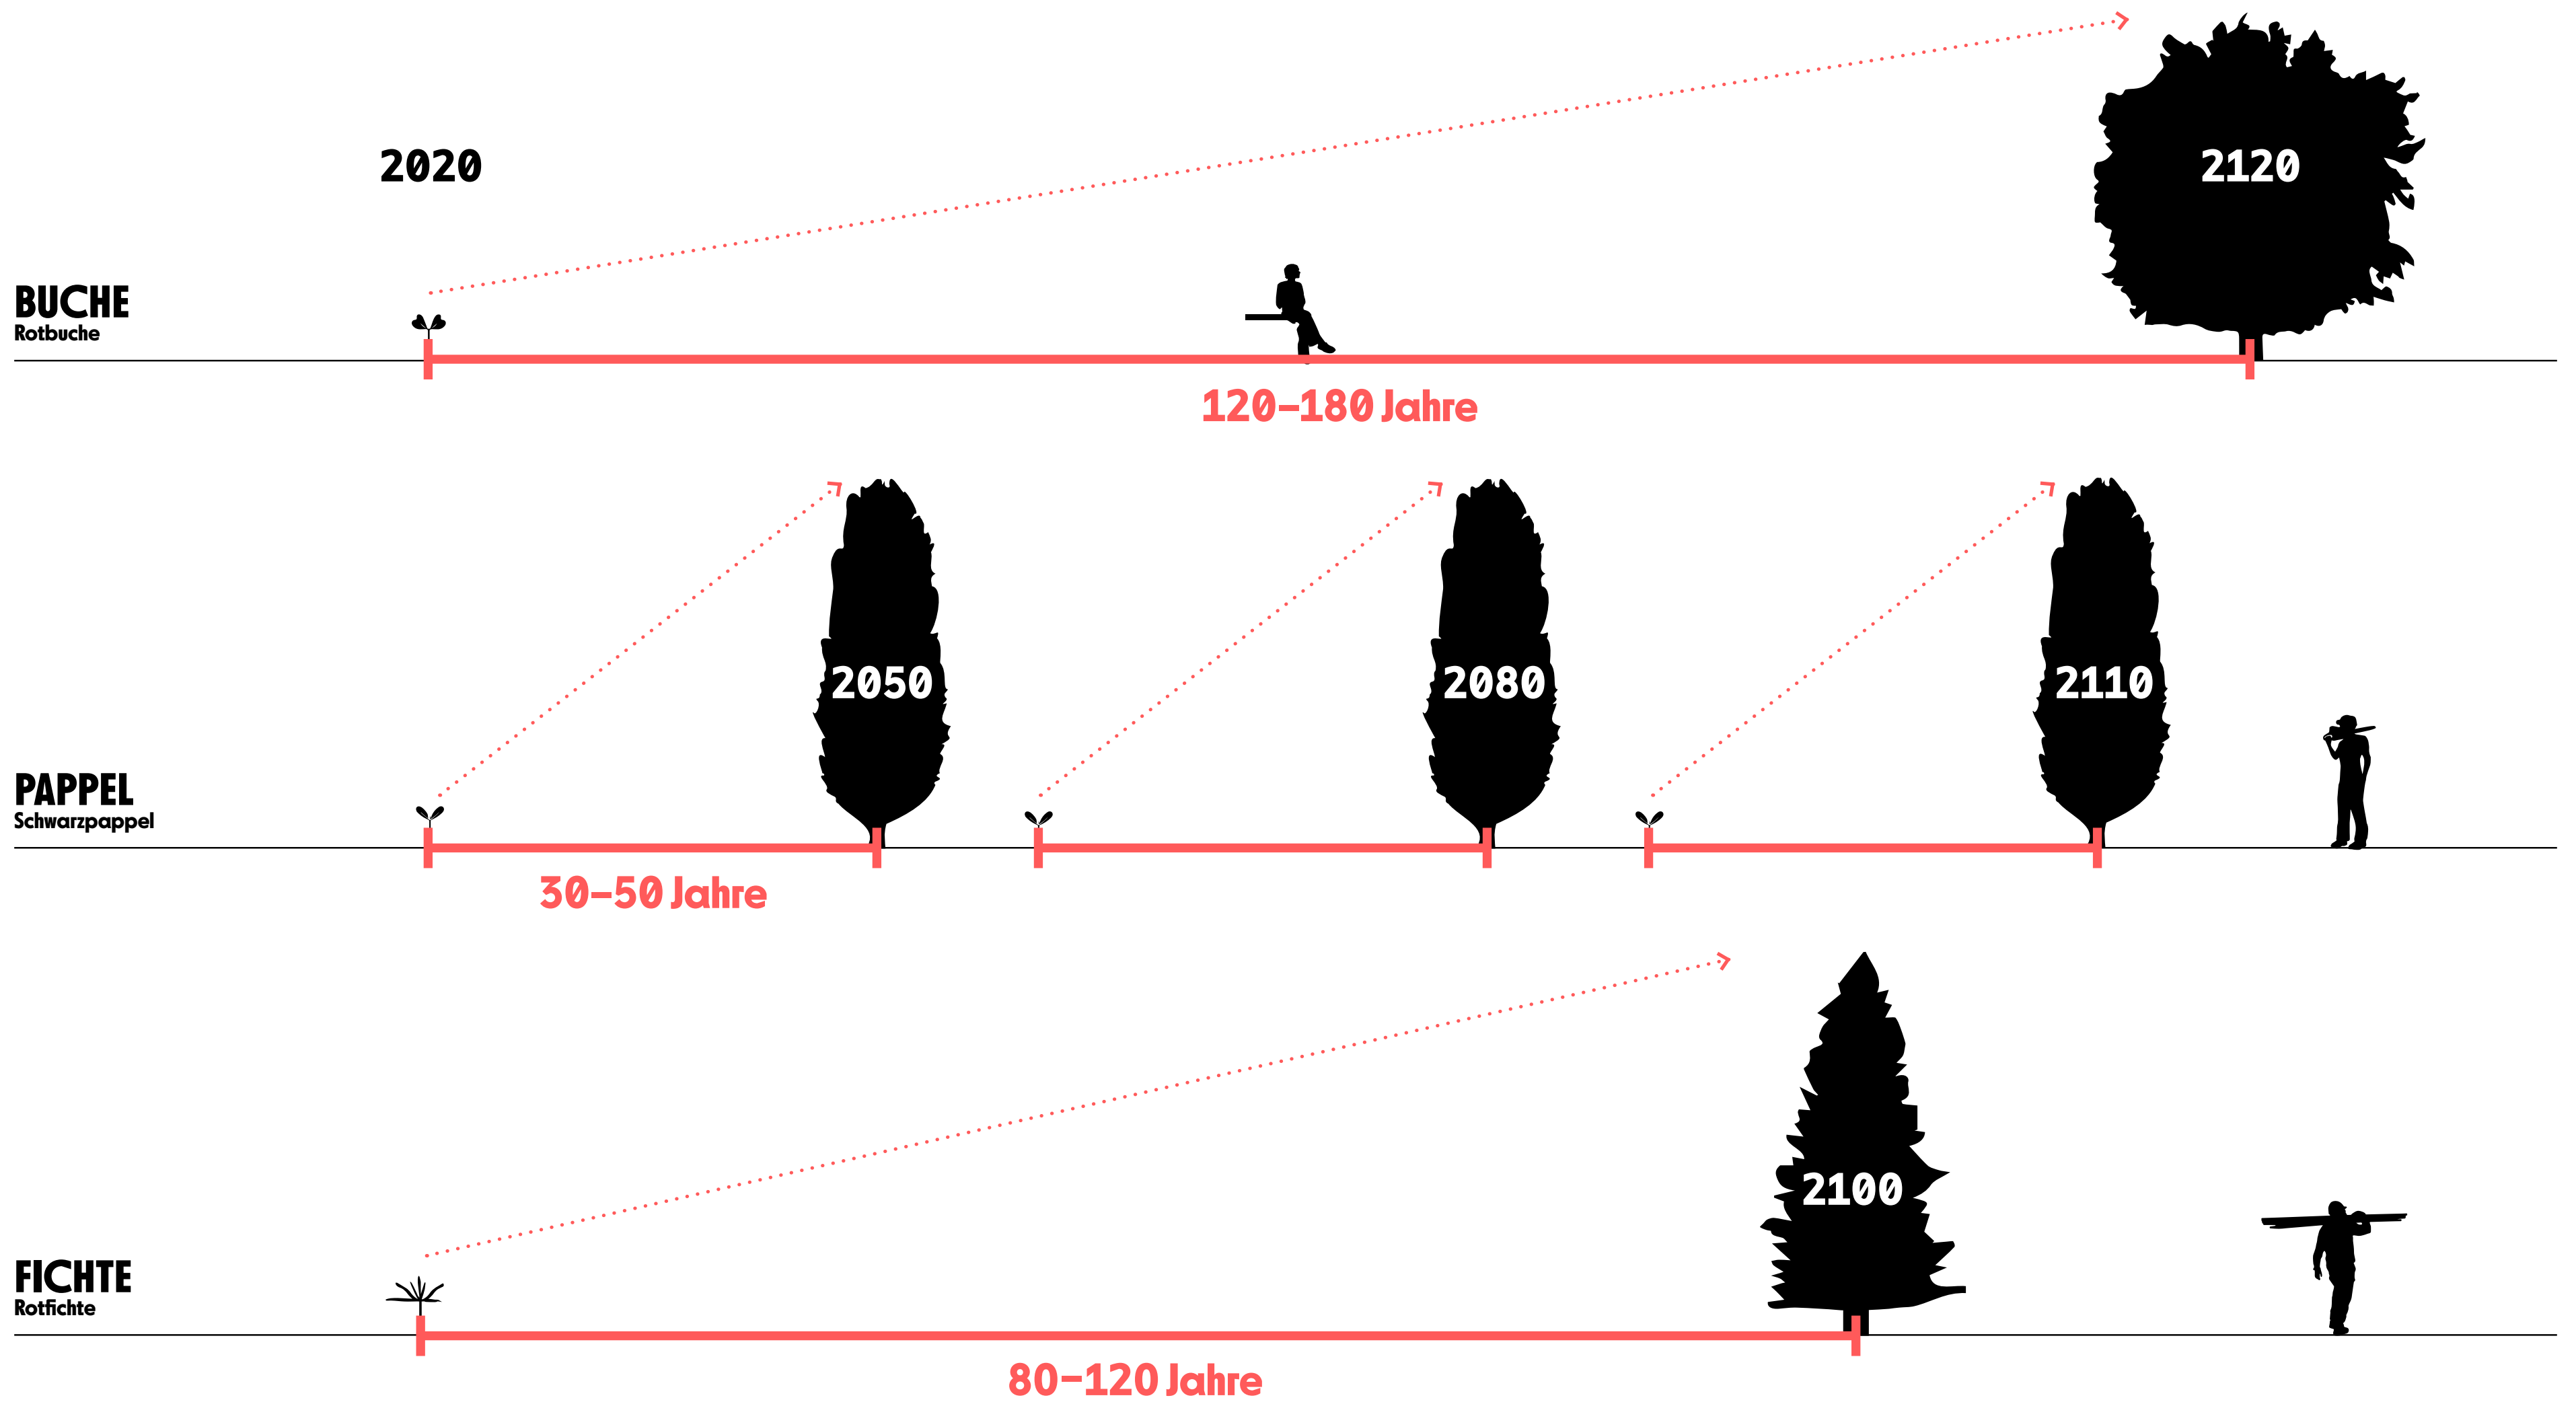 2020
2120
BUCHE
Rotbuche
120–180 Jahre
2050
2080
2110
PAPPEL
Schwarzpappel
30–50 Jahre
2100
FICHTE
Rotfichte
80–120 Jahre